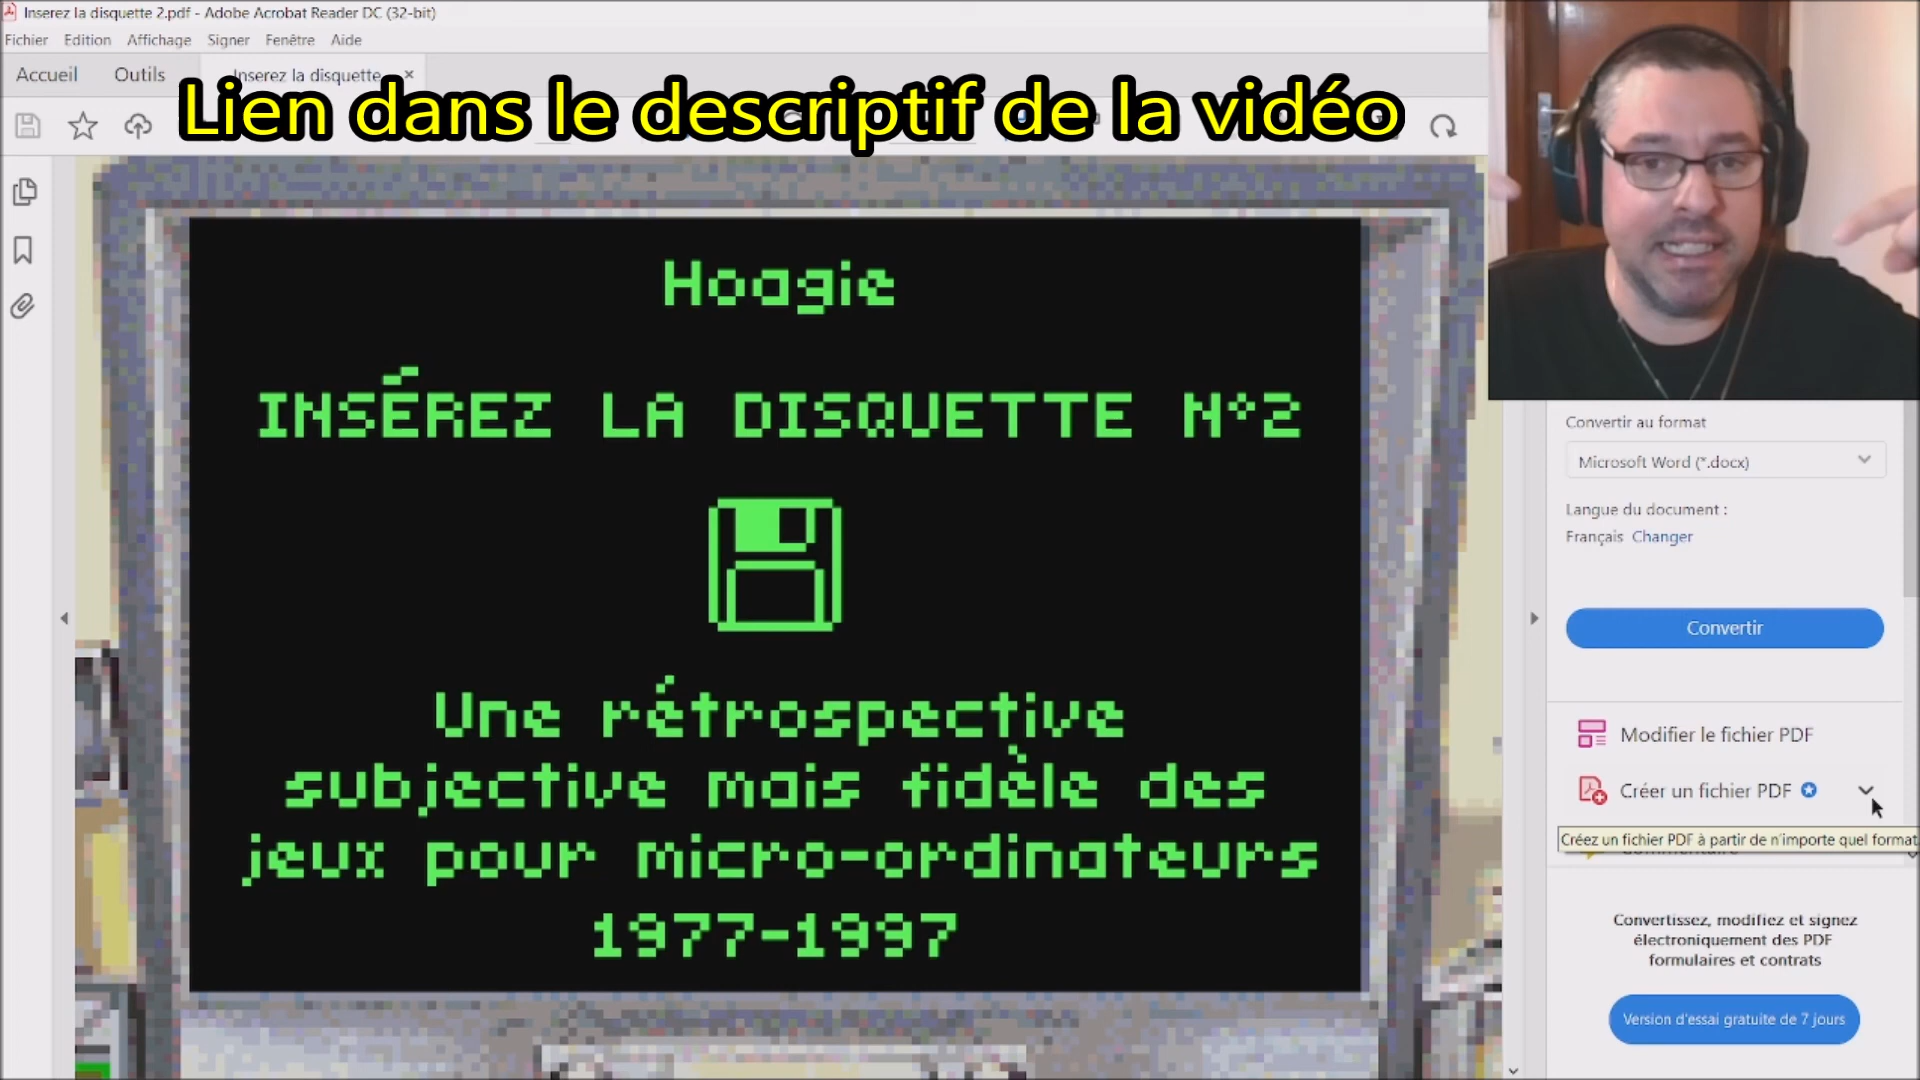 Inserez la disquette 2.pdf - Adobe Acrobat Reader DC (32-bit)
Fichier Edition Affichage Signer Fenêtre Aide
Accueil Outils Inserez la disquette ×
Lien dans le descriptif de la vidéo
Hoagie
INSÉREZ LA DISQUETTE N°2
Une rétrospective
subjective mais fidèle des
jeux pour micro-ordinateurs
1977-1997
Convertir au format
Microsoft Word (*.docx)
Langue du document :
Français Changer
Convertir
Modifier le fichier PDF
Créer un fichier PDF
Créez un fichier PDF à partir de n'importe quel format
Convertissez, modifiez et signez
électroniquement des PDF
formulaires et contrats
Version d'essai gratuite de 7 jours